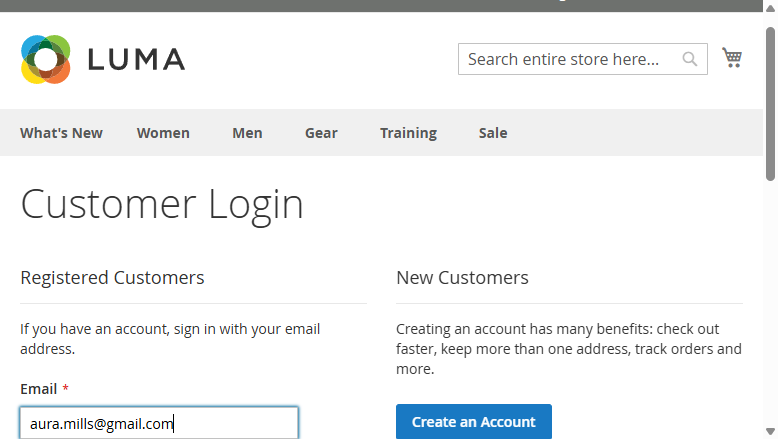 LUMA
Search entire store here...
What's New Women Men Gear Training Sale
Customer Login
Registered Customers
If you have an account, sign in with your email
address.
Email *
aura.mills@gmail.com
New Customers
Creating an account has many benefits: check out
faster, keep more than one address, track orders and
more.
Create an Account